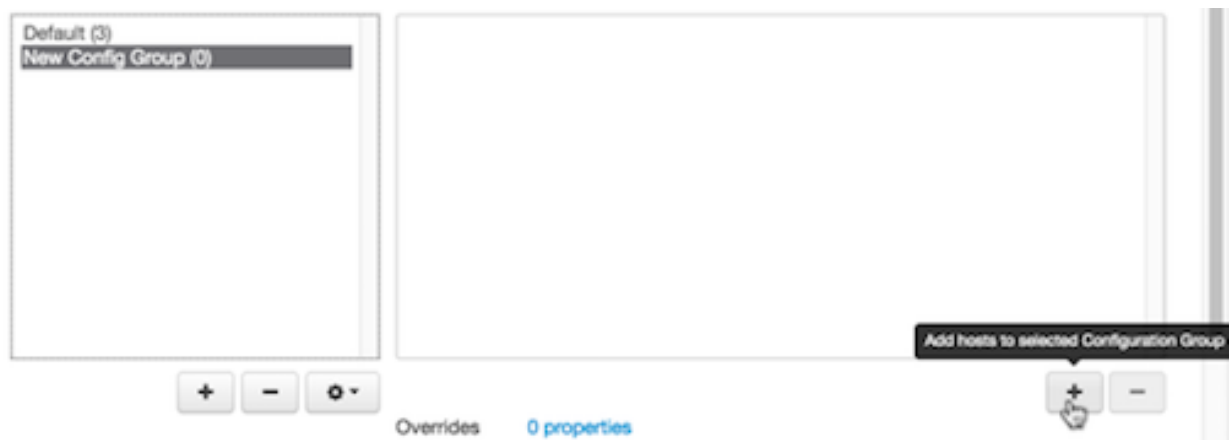 Default (3)
New Config Group (0)
Add hosts to selected Configuration Group
Overrides 0 properties